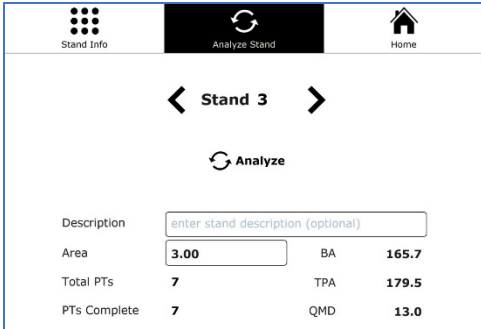 Stand Info Analyze Stand Home
Stand 3
Analyze
Description enter stand description (optional)
Area 3.00 BA 165.7
Total PTs 7 TPA 179.5
PTs Complete 7 QMD 13.0